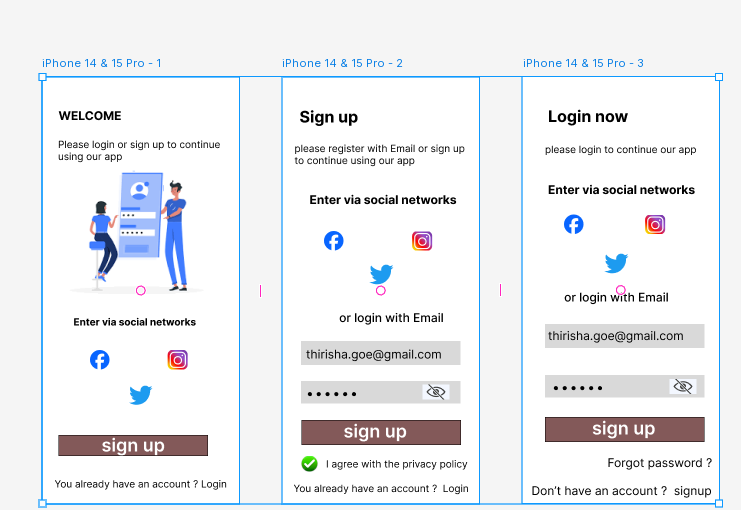 iPhone 14 & 15 Pro - 1
WELCOME
Please login or sign up to continue
using our app
Enter via social networks
sign up
You already have an account ? Login
iPhone 14 & 15 Pro - 2
Sign up
please register with Email or sign up
to continue using our app
Enter via social networks
or login with Email
thirisha.goe@gmail.com
sign up
I agree with the privacy policy
You already have an account ? Login
iPhone 14 & 15 Pro - 3
Login now
please login to continue our app
Enter via social networks
or login with Email
thirisha.goe@gmail.com
sign up
Forgot password ?
Don't have an account ? signup